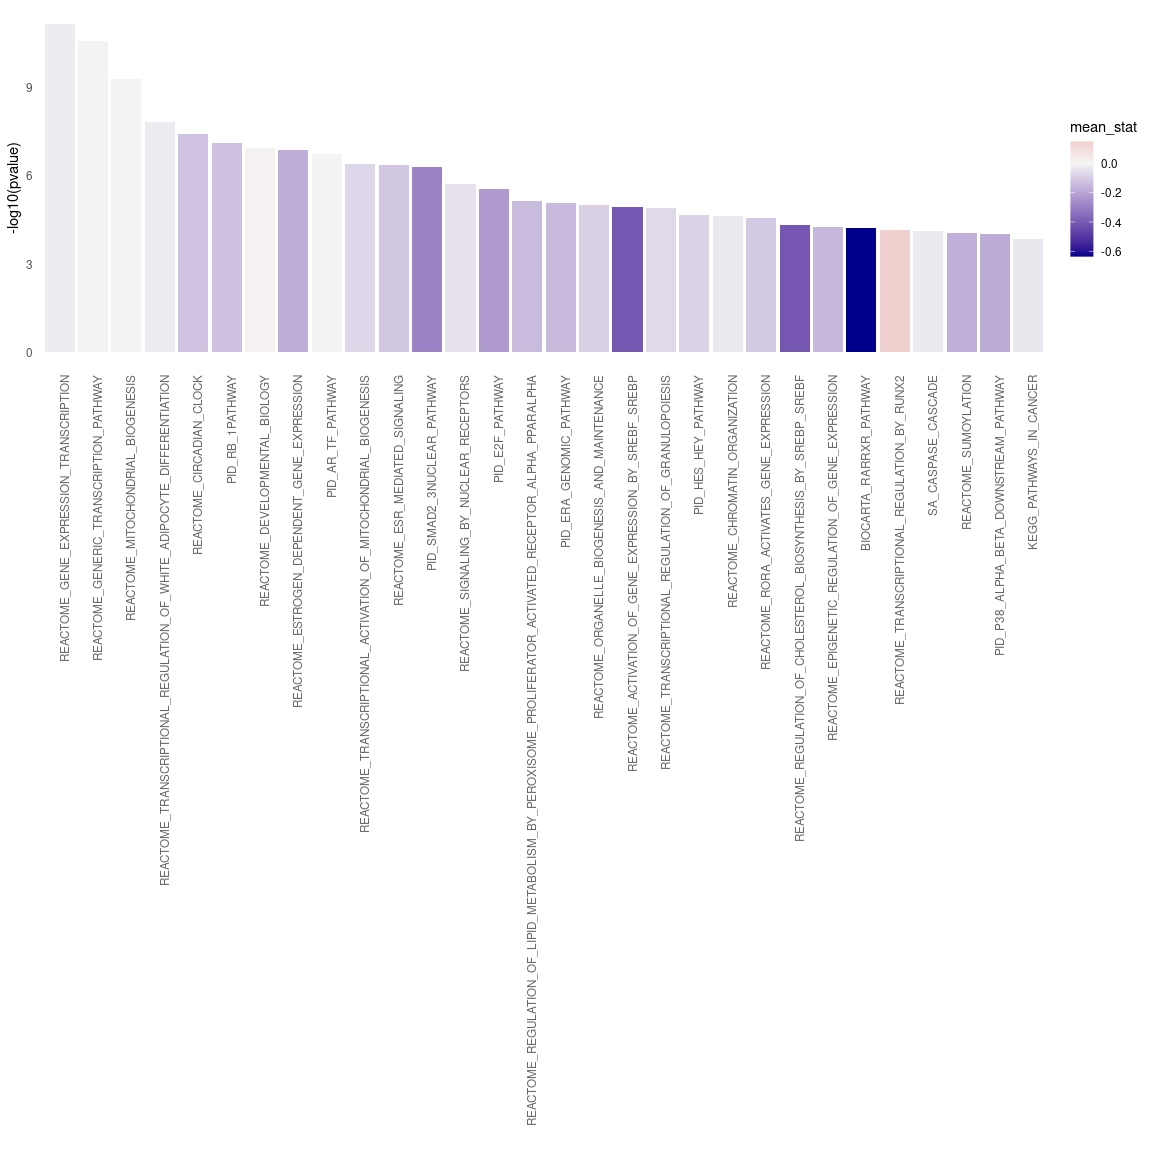 -log10(pvalue)
9
6
3
0
REACTOME_GENE_EXPRESSION_TRANSCRIPTION
REACTOME_GENERIC_TRANSCRIPTION_PATHWAY
REACTOME_MITOCHONDRIAL_BIOGENESIS
REACTOME_TRANSCRIPTIONAL_REGULATION_OF_WHITE_ADIPOCYTE_DIFFERENTIATION
REACTOME_CIRCADIAN_CLOCK
PID_RB_1PATHWAY
REACTOME_DEVELOPMENTAL_BIOLOGY
REACTOME_ESTROGEN_DEPENDENT_GENE_EXPRESSION
PID_AR_TF_PATHWAY
REACTOME_TRANSCRIPTIONAL_ACTIVATION_OF_MITOCHONDRIAL_BIOGENESIS
REACTOME_ESR_MEDIATED_SIGNALING
PID_SMAD2_3NUCLEAR_PATHWAY
REACTOME_SIGNALING_BY_NUCLEAR_RECEPTORS
PID_E2F_PATHWAY
REACTOME_REGULATION_OF_LIPID_METABOLISM_BY_PEROXISOME_PROLIFERATOR_ACTIVATED_RECEPTOR_ALPHA_PPARALPHA
PID_ERA_GENOMIC_PATHWAY
REACTOME_ORGANELLE_BIOGENESIS_AND_MAINTENANCE
REACTOME_ACTIVATION_OF_GENE_EXPRESSION_BY_SREBF_SREBP
REACTOME_TRANSCRIPTIONAL_REGULATION_OF_GRANULOPOIESIS
PID_HES_HEY_PATHWAY
REACTOME_CHROMATIN_ORGANIZATION
REACTOME_RORA_ACTIVATES_GENE_EXPRESSION
REACTOME_REGULATION_OF_CHOLESTEROL_BIOSYNTHESIS_BY_SREBP_SREBF
REACTOME_EPIGENETIC_REGULATION_OF_GENE_EXPRESSION
BIOCARTA_RARRXR_PATHWAY
REACTOME_TRANSCRIPTIONAL_REGULATION_BY_RUNX2
SA_CASPASE_CASCADE
REACTOME_SUMOYLATION
PID_P38_ALPHA_BETA_DOWNSTREAM_PATHWAY
KEGG_PATHWAYS_IN_CANCER
mean_stat
0.0
-0.2
-0.4
-0.6